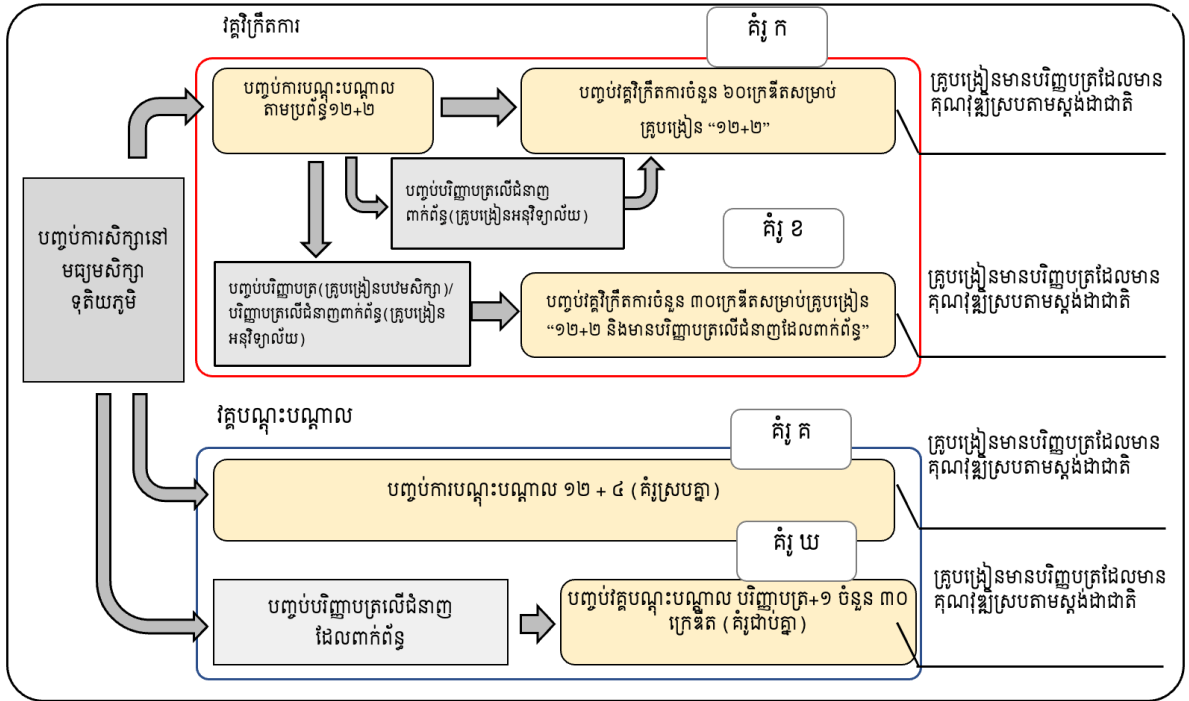 វគ្គវិក្រឹតការ
គំរូ ក
បញ្ចប់ការបណ្តុះបណ្តាល
តាមប្រព័ន្ធ១២+២
បញ្ចប់វគ្គវិក្រឹតការចំនួន ៦០ក្រេឌីតសម្រាប់
គ្រូបង្រៀន “១២+២”
គ្រូបង្រៀនមានបរិញ្ញបត្រដែលមាន
គុណវុឌ្ឍិស្របតាមស្តង់ដាជាតិ
បញ្ចប់បរិញ្ញាបត្រលើជំនាញ
ពាក់ព័ន្ធ(គ្រូបង្រៀនអនុវិទ្យាល័យ)
បញ្ចប់ការសិក្សានៅ
មធ្យមសិក្សា
ទុតិយភូមិ
គំរូ ខ
បញ្ចប់បរិញ្ញាបត្រ(គ្រូបង្រៀនបឋមសិក្សា)/
បរិញ្ញាបត្រលើជំនាញពាក់ព័ន្ធ(គ្រូបង្រៀន
អនុវិទ្យាល័យ)
បញ្ចប់វគ្គវិក្រឹតការចំនួន ៣០ក្រេឌីតសម្រាប់គ្រូបង្រៀន
“១២+២ និងមានបរិញ្ញាបត្រលើជំនាញដែលពាក់ព័ន្ធ”
គ្រូបង្រៀនមានបរិញ្ញបត្រដែលមាន
គុណវុឌ្ឍិស្របតាមស្តង់ដាជាតិ
វគ្គបណ្តុះបណ្តាល
គំរូ គ
បញ្ចប់ការបណ្តុះបណ្តាល ១២ + ៤ (គំរូស្របគ្នា)
គ្រូបង្រៀនមានបរិញ្ញបត្រដែលមាន
គុណវុឌ្ឍិស្របតាមស្តង់ដាជាតិ
គំរូ ឃ
បញ្ចប់បរិញ្ញាបត្រលើជំនាញ
ដែលពាក់ព័ន្ធ
បញ្ចប់វគ្គបណ្តុះបណ្តាល បរិញ្ញាបត្រ+១ ចំនួន ៣០
ក្រេឌីត (គំរូជាប់គ្នា)
គ្រូបង្រៀនមានបរិញ្ញបត្រដែលមាន
គុណវុឌ្ឍិស្របតាមស្តង់ដាជាតិ